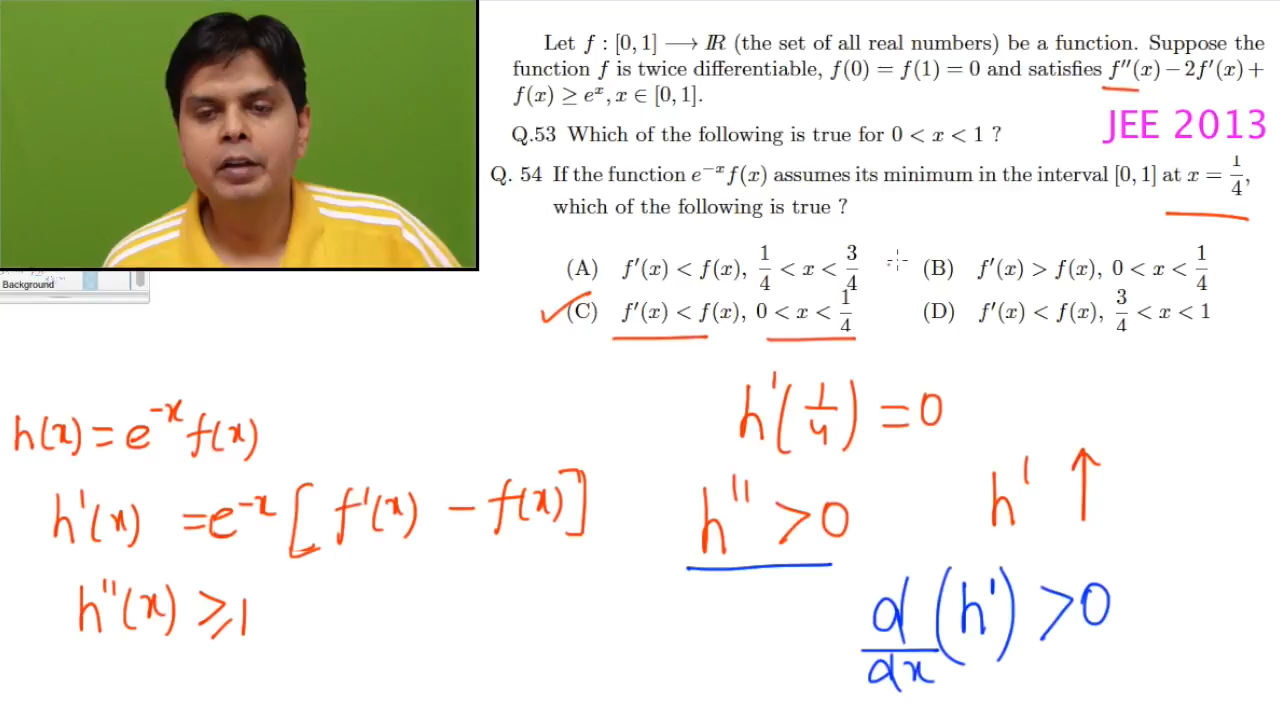 Let f : [0, 1] ⟶ ℝ (the set of all real numbers) be a function. Suppose the
function f is twice differentiable, f(0) = f(1) = 0 and satisfies f''(x) − 2f'(x) +
f(x) ≥ eˣ, x ∈ [0, 1].
JEE 2013
Q.53 Which of the following is true for 0 < x < 1 ?
Q. 54 If the function e⁻ˣf(x) assumes its minimum in the interval [0, 1] at x = 1/4,
which of the following is true ?
(A) f'(x) < f(x), 1/4 < x < 3/4 (B) f'(x) > f(x), 0 < x < 1/4
(C) f'(x) < f(x), 0 < x < 1/4 (D) f'(x) < f(x), 3/4 < x < 1
Background
h(x) = e⁻ˣ f(x)
h'(x) = e⁻ˣ [f'(x) − f(x)]
h''(x) ≥ 1
h'(1/4) = 0
h'' > 0
h' ↑
d/dx (h') > 0